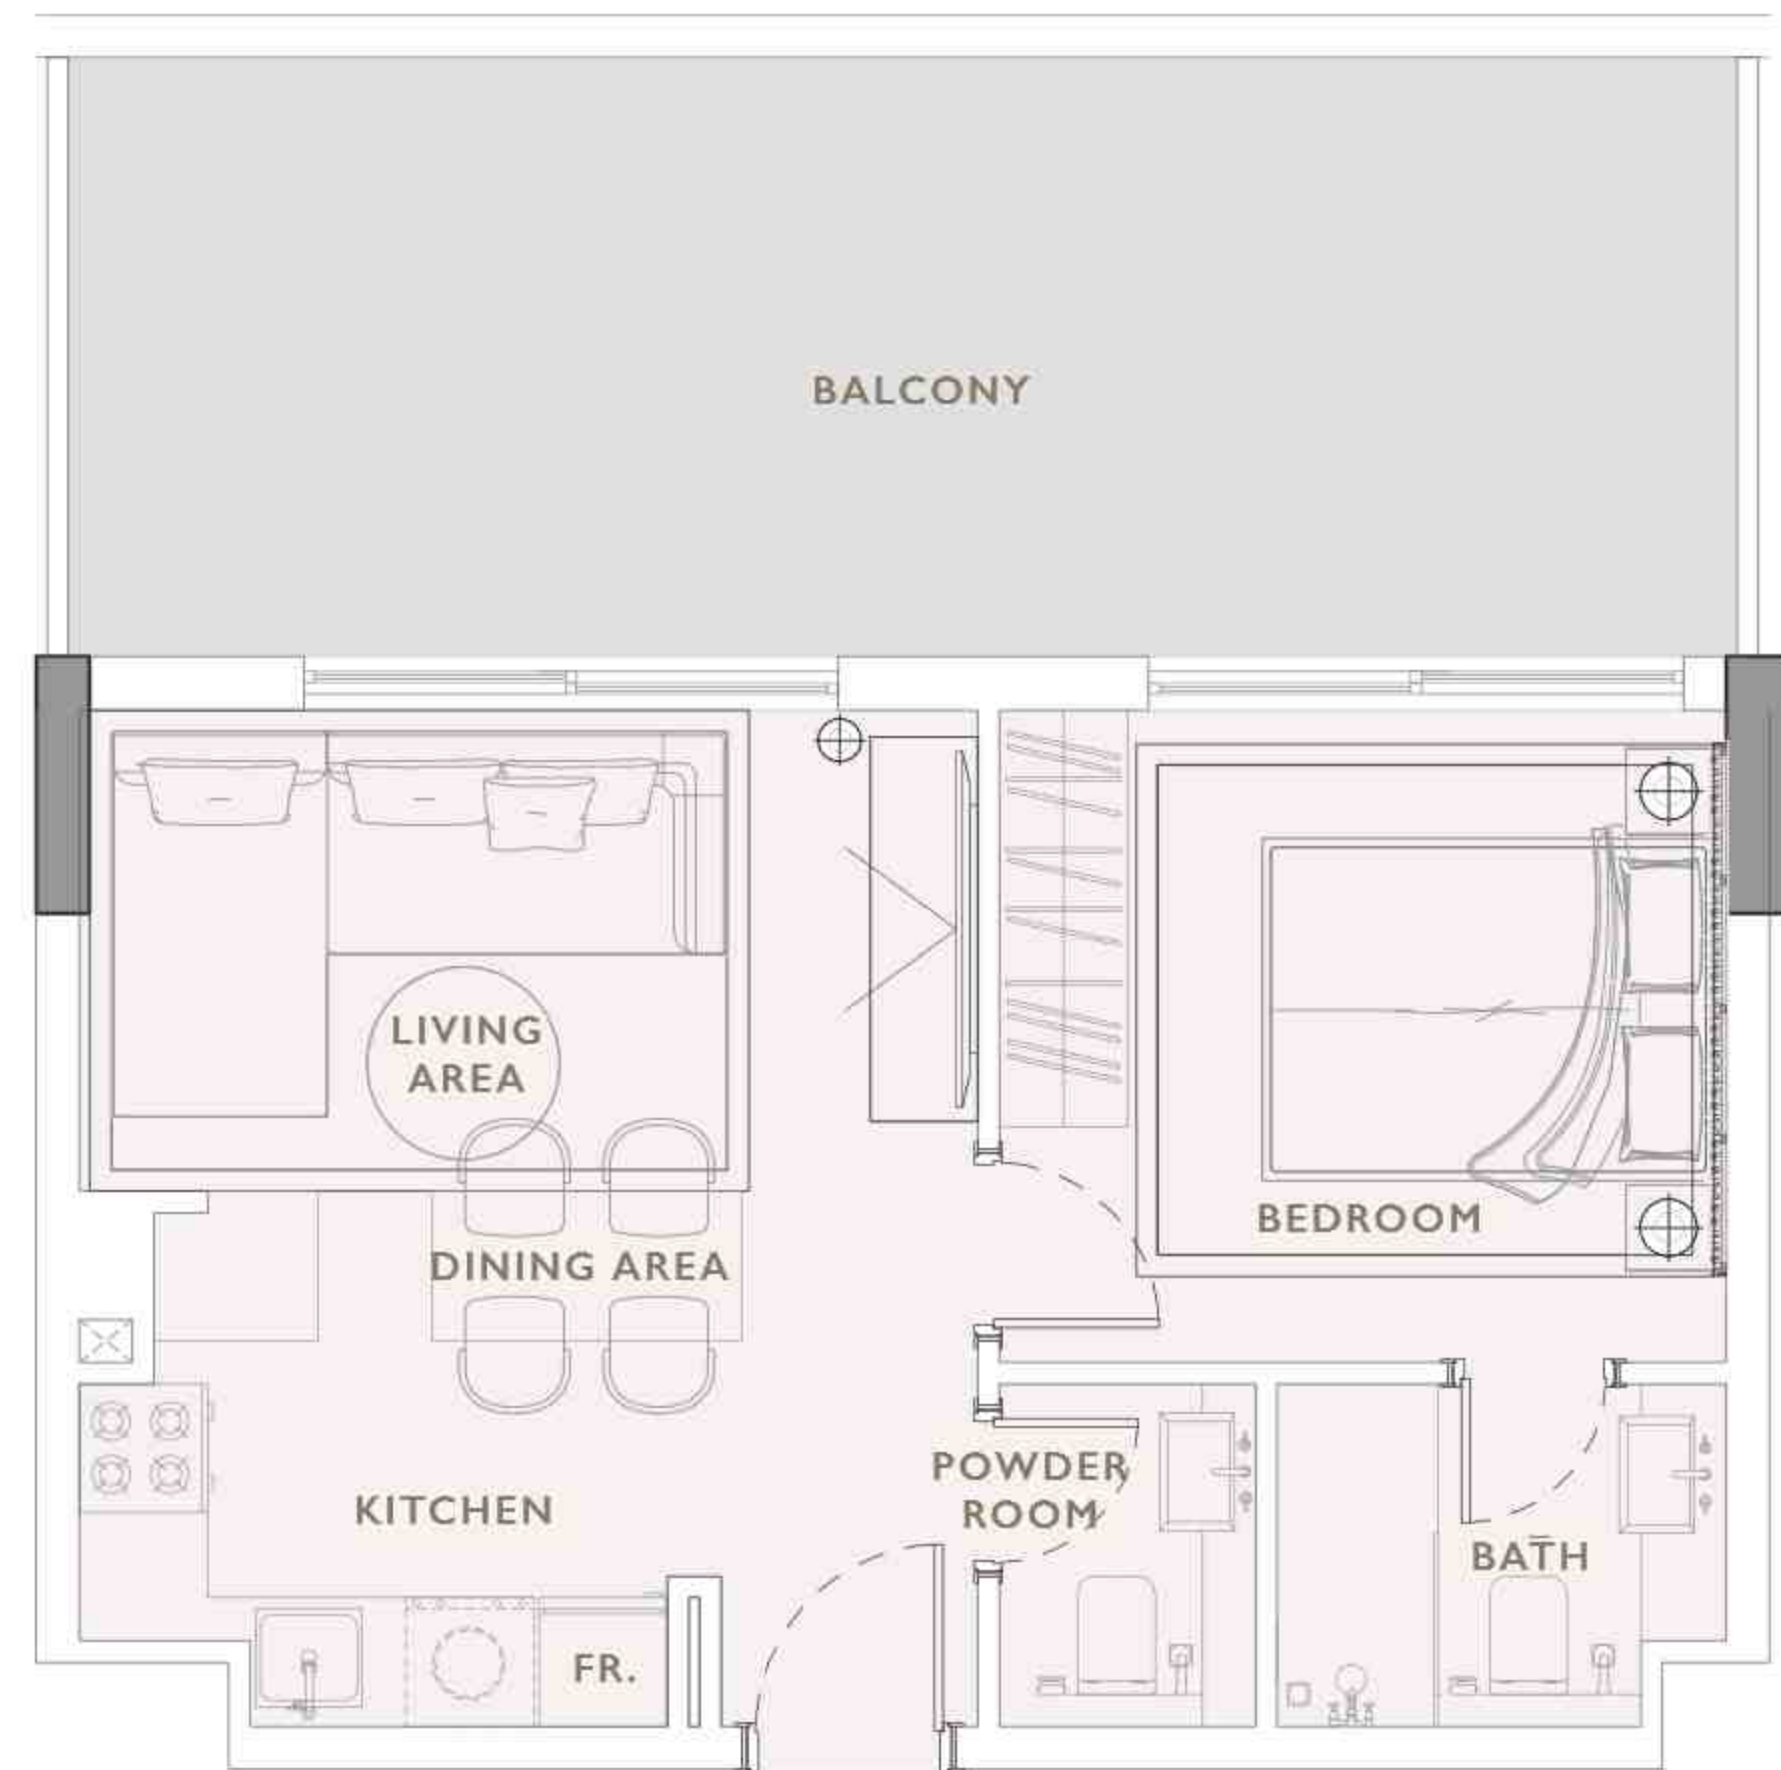 BALCONY
LIVING
AREA
BEDROOM
DINING AREA
POWDER
ROOM
KITCHEN
BATH
FR.